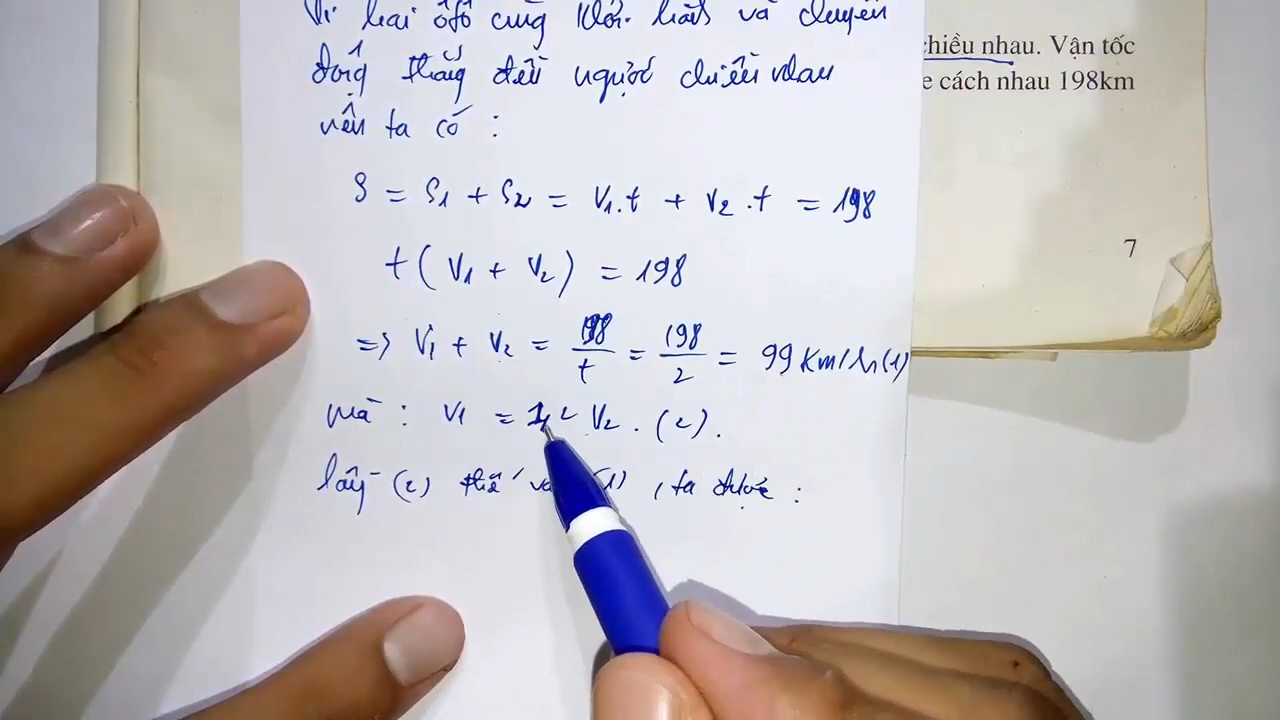 Vì hai ôtô cùng khởi hành và chuyển
động thẳng đều ngược chiều nhau
nên ta có :
S = S1 + S2 = V1.t + V2.t = 198
t(V1 + V2) = 198
=> V1 + V2 = 198/t = 198/2 = 99 km/h (1)
mà : V1 = 1,2 V2. (2).
lấy (2) thế (1), ta được :
chiều nhau. Vận tốc
cách nhau 198km
7